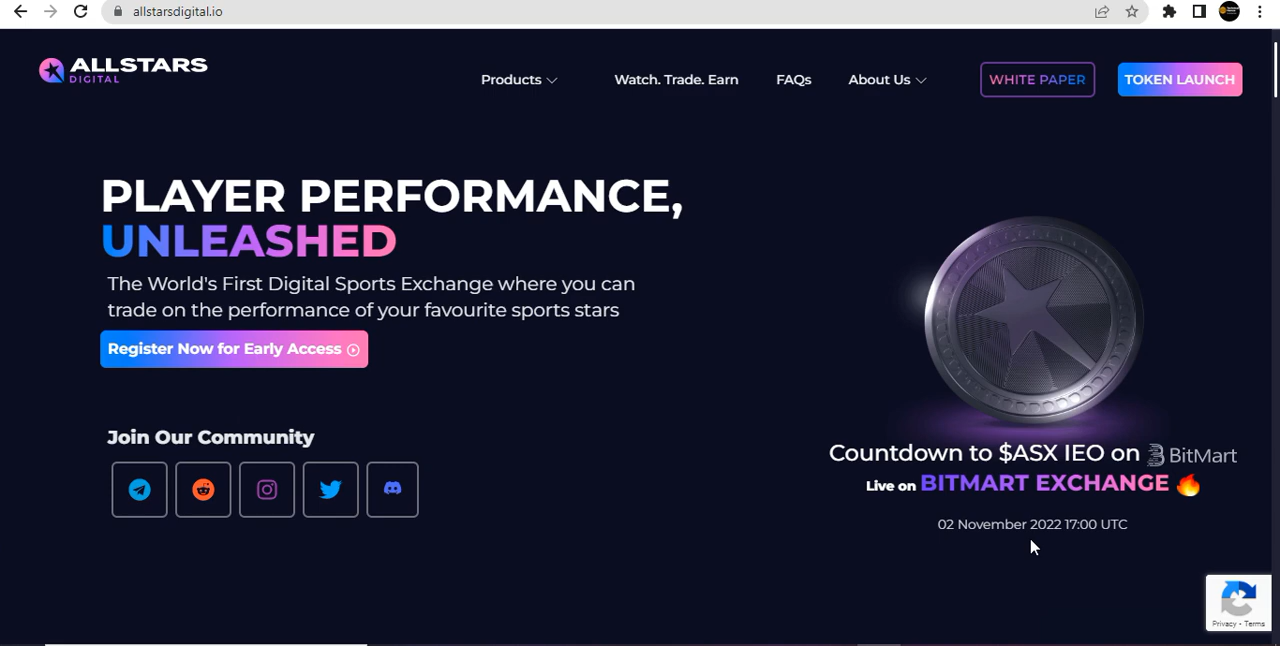 allstarsdigital.io
ALLSTARS
DIGITAL
Products
Watch. Trade. Earn
FAQs
About Us
WHITE PAPER
TOKEN LAUNCH
PLAYER PERFORMANCE,
UNLEASHED
The World's First Digital Sports Exchange where you can
trade on the performance of your favourite sports stars
Register Now for Early Access
Join Our Community
Countdown to $ASX IEO on BitMart
Live on BITMART EXCHANGE 🔥
02 November 2022 17:00 UTC
Privacy - Terms